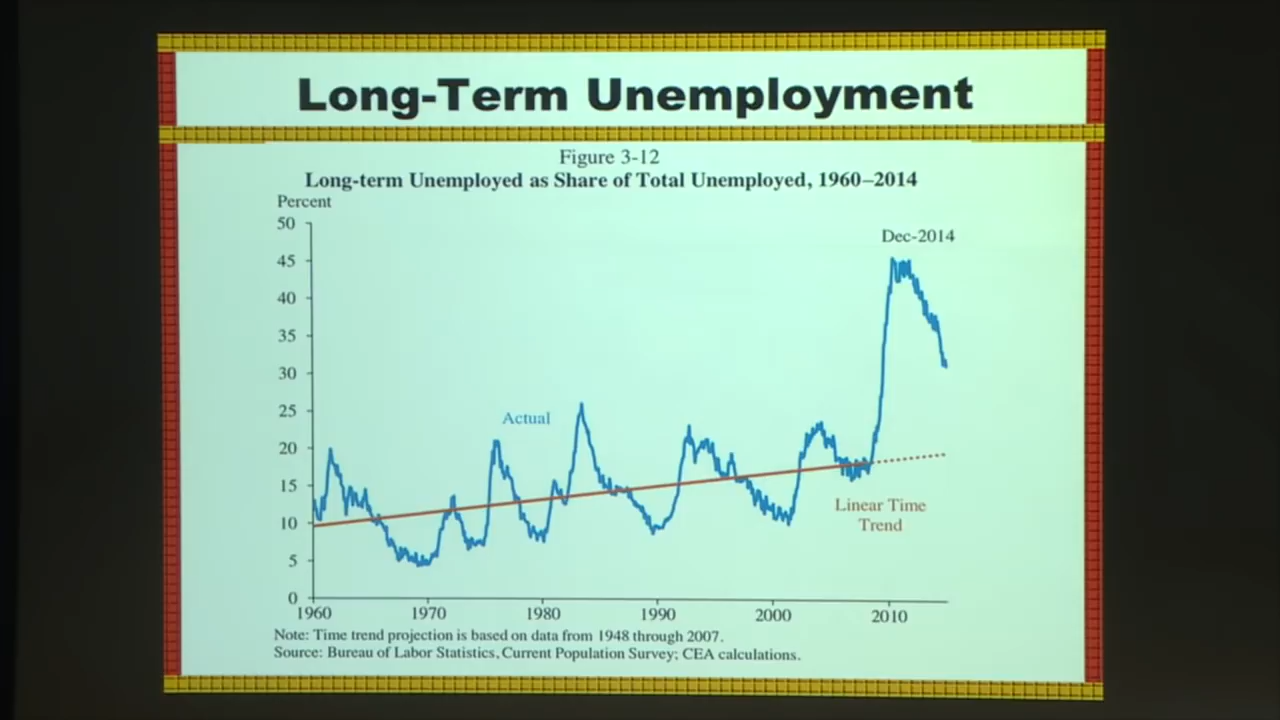 Long-Term Unemployment
Figure 3-12
Long-term Unemployed as Share of Total Unemployed, 1960–2014
Percent
50
45
40
35
30
25
20
15
10
5
0
Dec-2014
Actual
Linear Time
Trend
1960 1970 1980 1990 2000 2010
Note: Time trend projection is based on data from 1948 through 2007.
Source: Bureau of Labor Statistics, Current Population Survey; CEA calculations.